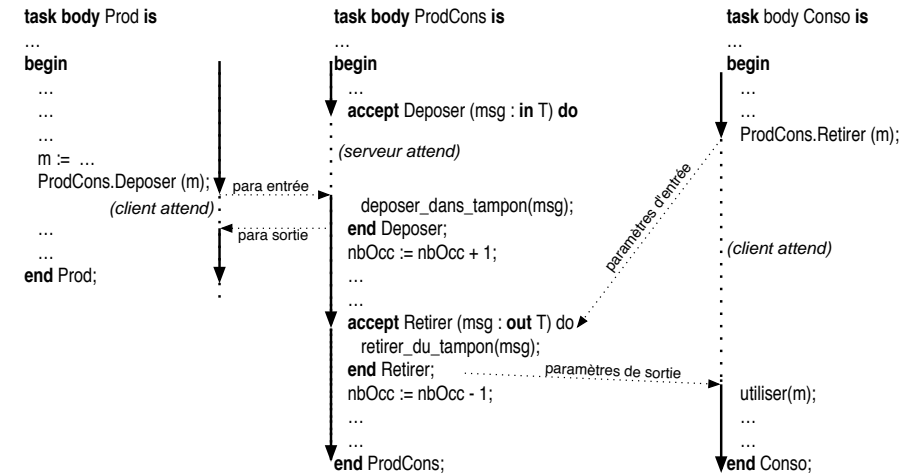 task body Prod is
…
begin
…
…
…
m := …
ProdCons.Deposer (m);
(client attend)
…
…
end Prod;
para entrée
para sortie
task body ProdCons is
…
begin
…
accept Deposer (msg : in T) do
(serveur attend)
deposer_dans_tampon(msg);
end Deposer;
nbOcc := nbOcc + 1;
…
…
accept Retirer (msg : out T) do
retirer_du_tampon(msg);
end Retirer;
nbOcc := nbOcc - 1;
…
…
end ProdCons;
paramètres d'entrée
paramètres de sortie
task body Conso is
…
begin
…
…
ProdCons.Retirer (m);
(client attend)
utiliser(m);
…
…
end Conso;